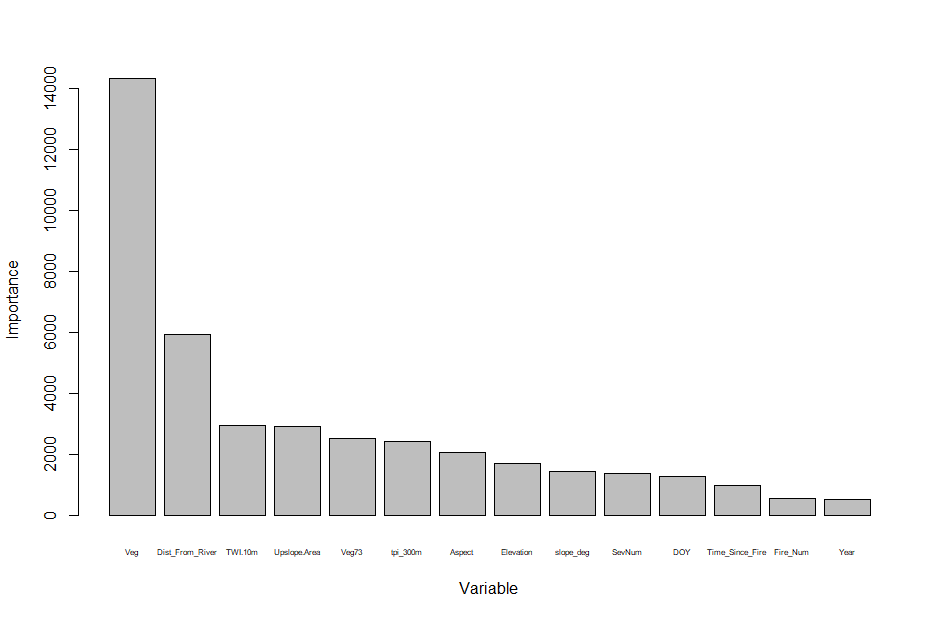 Importance
14000
12000
10000
8000
6000
4000
2000
0
Veg Dist_From_River TWI.10m Upslope.Area Veg73 tpi_300m Aspect Elevation slope_deg SevNum DOY Time_Since_Fire Fire_Num Year
Variable